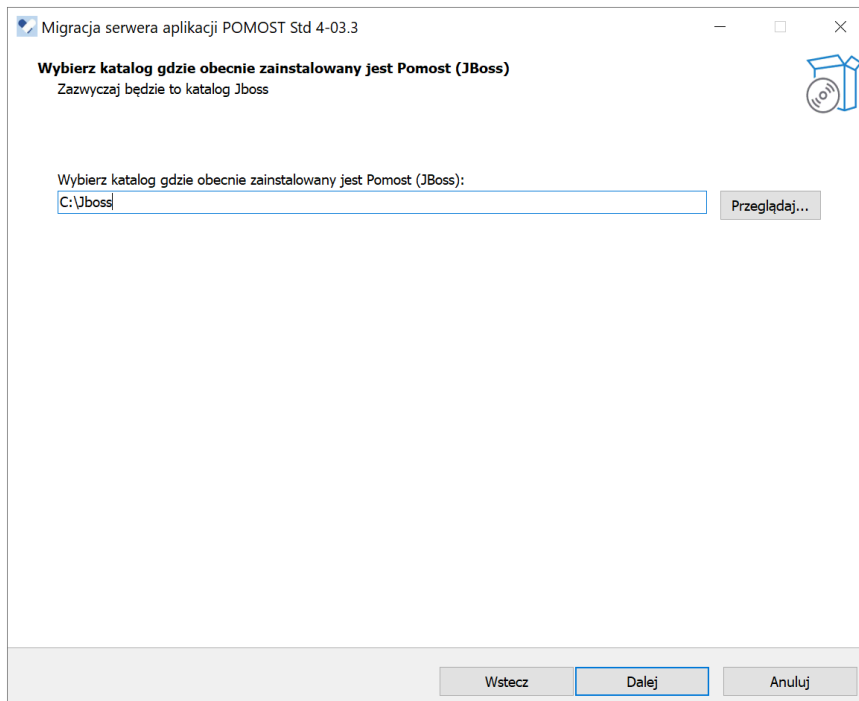 Migracja serwera aplikacji POMOST Std 4-03.3
Wybierz katalog gdzie obecnie zainstalowany jest Pomost (JBoss)
Zazwyczaj będzie to katalog Jboss
Wybierz katalog gdzie obecnie zainstalowany jest Pomost (JBoss):
C:\Jboss
Przeglądaj...
Wstecz
Dalej
Anuluj